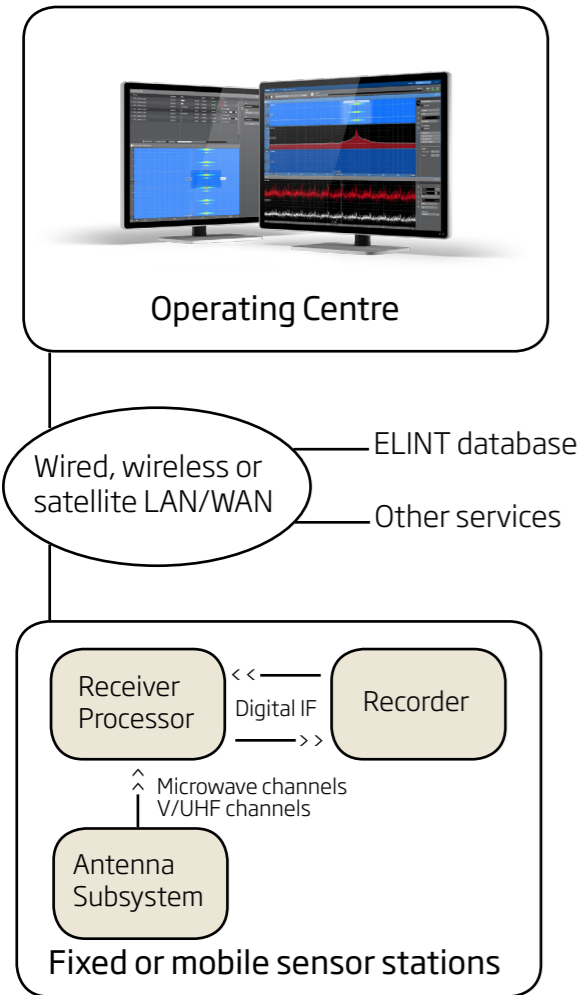 Operating Centre
Wired, wireless or
satellite LAN/WAN
ELINT database
Other services
Receiver
Processor
<<
Digital IF
>>
Recorder
Microwave channels
V/UHF channels
Antenna
Subsystem
Fixed or mobile sensor stations